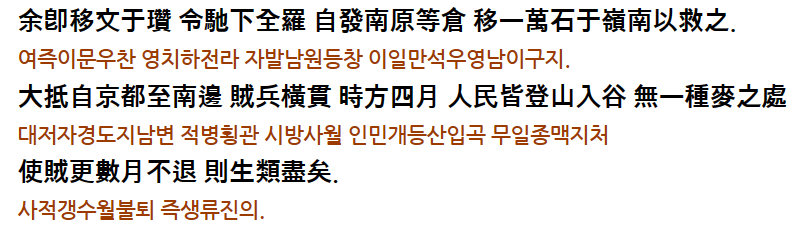 余卽移文于瓚 令馳下全羅 自發南原等倉 移一萬石于嶺南以救之.
여즉이문우찬 영치하전라 자발남원등창 이일만석우영남이구지.
大抵自京都至南邊 賊兵橫貫 時方四月 人民皆登山入谷 無一種麥之處
대저자경도지남변 적병횡관 시방사월 인민개등산입곡 무일종맥지처
使賊更數月不退 則生類盡矣.
사적갱수월불퇴 즉생류진의.